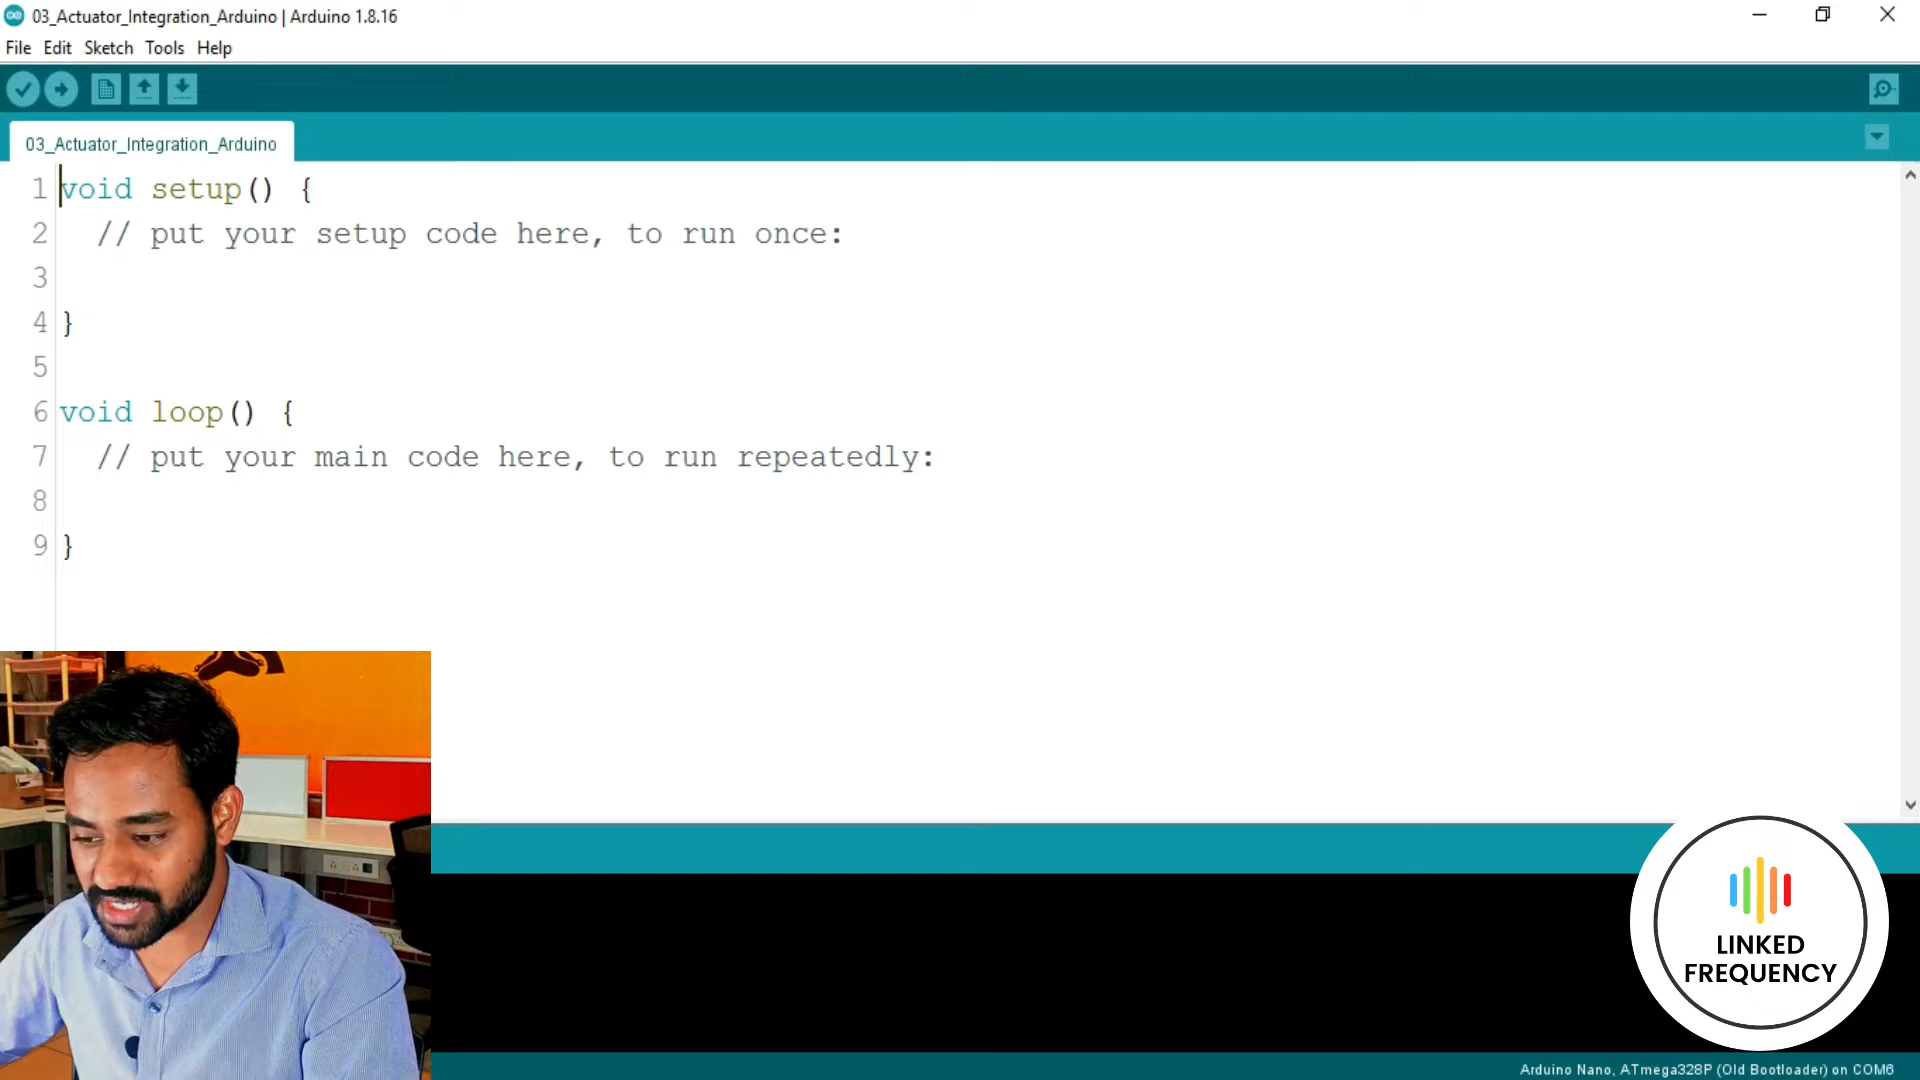 03_Actuator_Integration_Arduino | Arduino 1.8.16
File Edit Sketch Tools Help
03_Actuator_Integration_Arduino
1 void setup() {
2 // put your setup code here, to run once:
3
4 }
5
6 void loop() {
7 // put your main code here, to run repeatedly:
8
9 }
LINKED
FREQUENCY
Arduino Nano, ATmega328P (Old Bootloader) on COM6